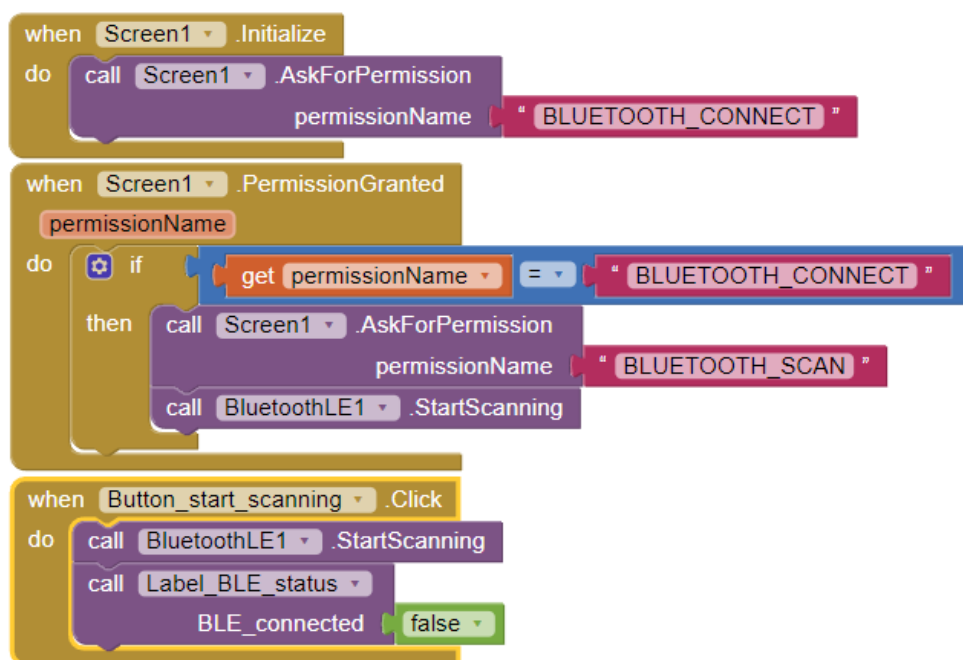 when Screen1 .Initialize
do call Screen1 .AskForPermission
permissionName " BLUETOOTH_CONNECT "
when Screen1 .PermissionGranted
permissionName
do if get permissionName = " BLUETOOTH_CONNECT "
then call Screen1 .AskForPermission
permissionName " BLUETOOTH_SCAN "
call BluetoothLE1 .StartScanning
when Button_start_scanning .Click
do call BluetoothLE1 .StartScanning
call Label_BLE_status
BLE_connected false